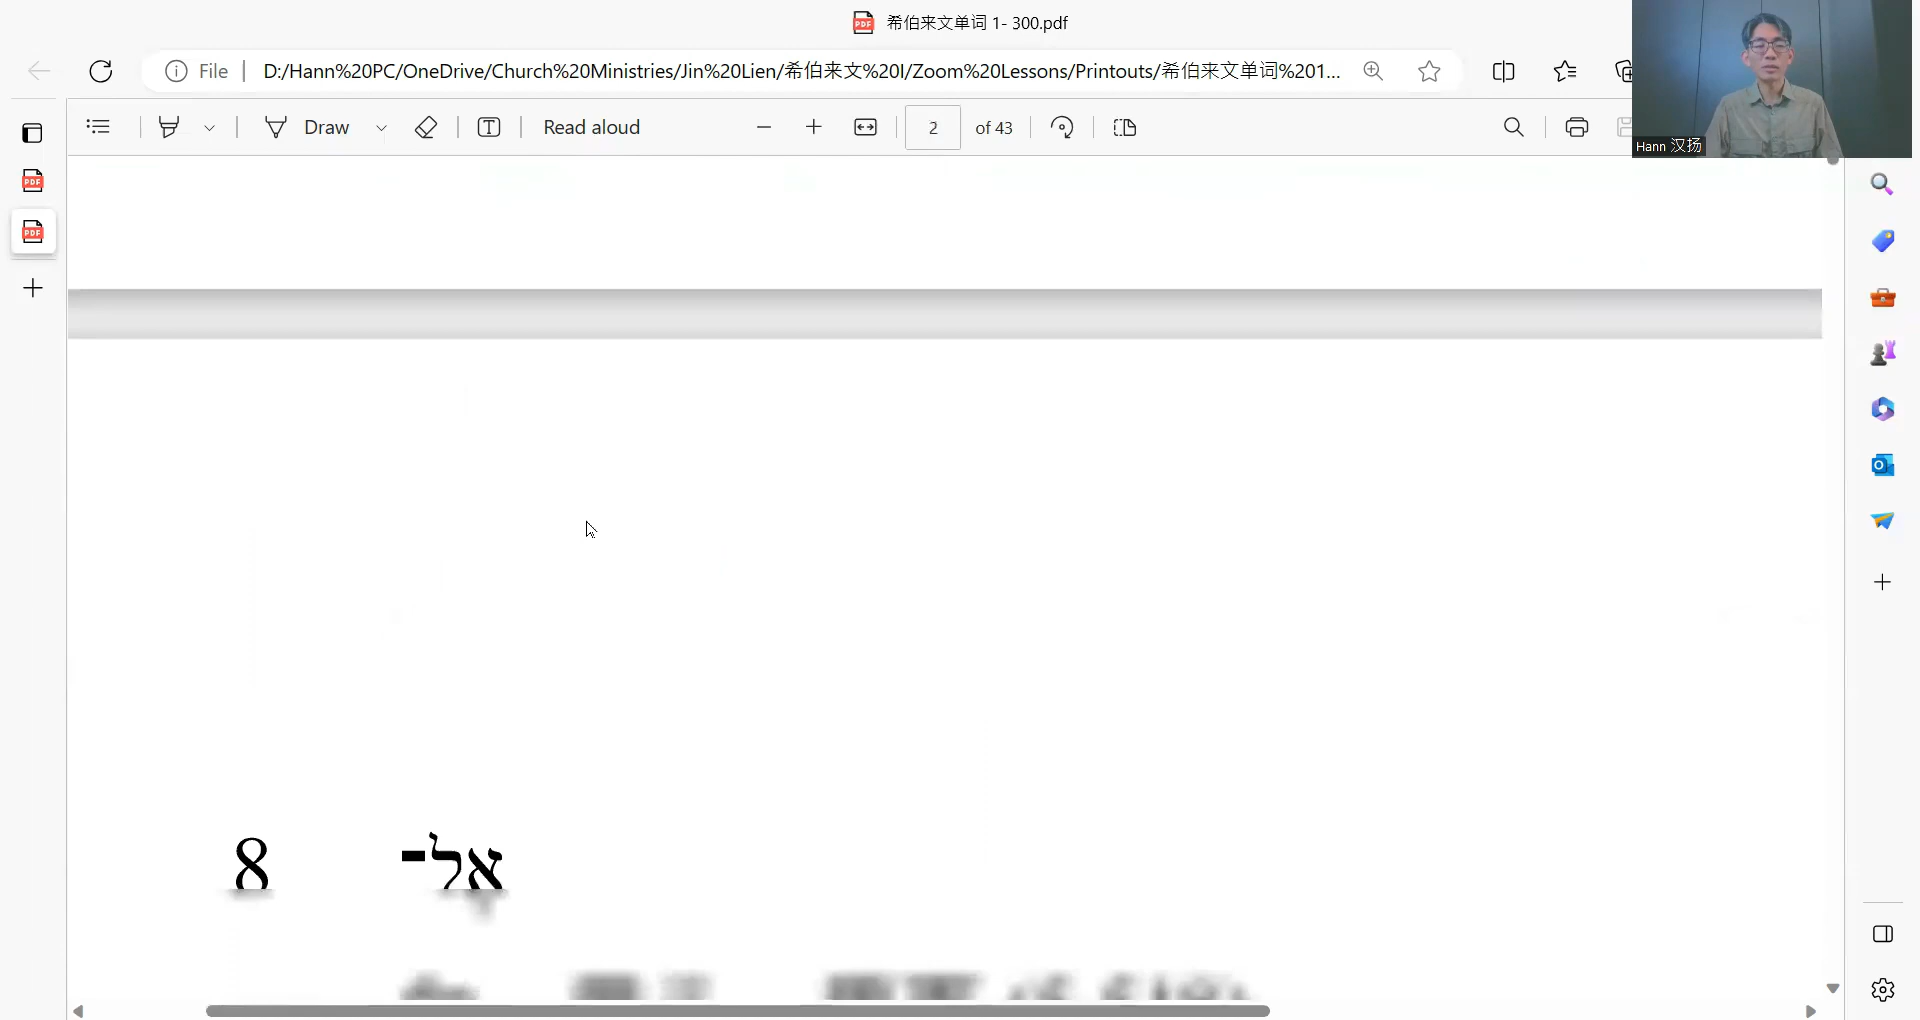 希伯来文单词 1- 300.pdf
File
D:/Hann%20PC/OneDrive/Church%20Ministries/Jin%20Lien/希伯来文%20I/Zoom%20Lessons/Printouts/希伯来文单词%201...
Draw
Read aloud
2 of 43
Hann 汉扬
8 אל־